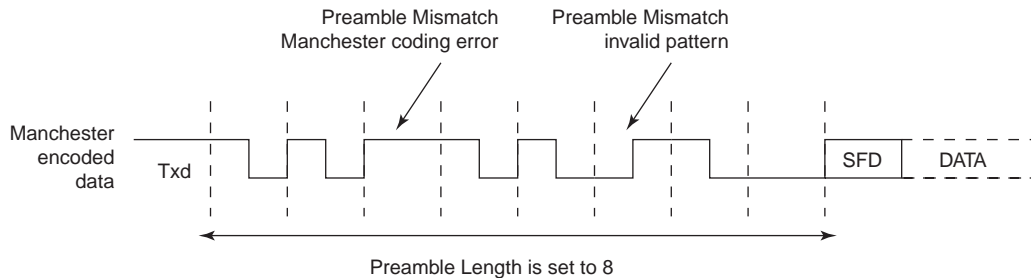 Preamble Mismatch
Manchester coding error
Preamble Mismatch
invalid pattern
Manchester
encoded
data
Txd
SFD
DATA
Preamble Length is set to 8